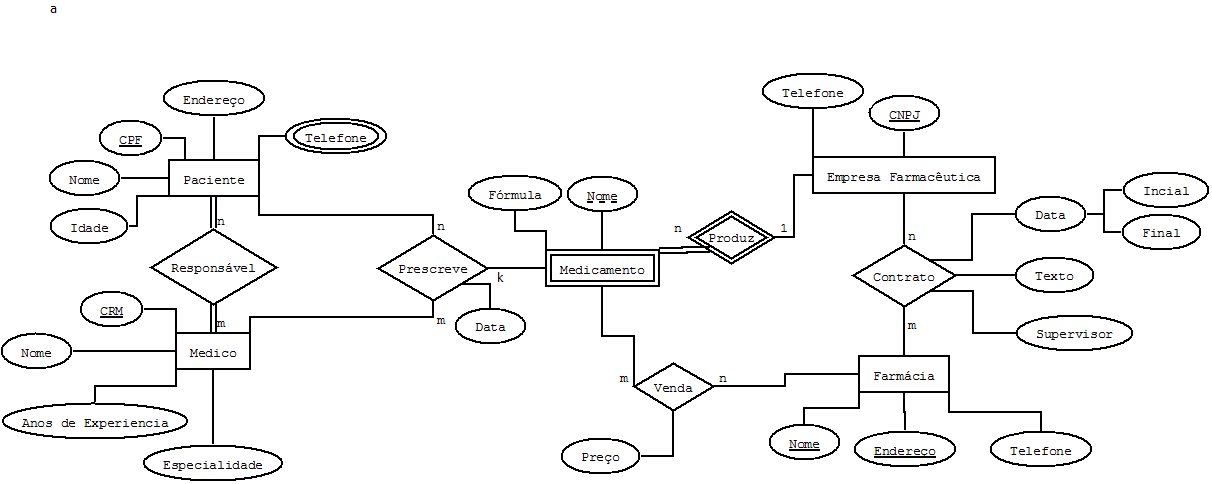 a
Telefone
Endereço
CNPJ
CPF
Telefone
Nome
Paciente
Empresa Farmacêutica
Incial
Fórmula
Nome
Data
Idade
n
n
n
1
n
Final
Responsável
Prescreve
Medicamento
Produz
Contrato
Texto
k
CRM
m
m
Data
m
Supervisor
Nome
Medico
m
n
Venda
Farmácia
Anos de Experiencia
Nome
Endereço
Telefone
Especialidade
Preço